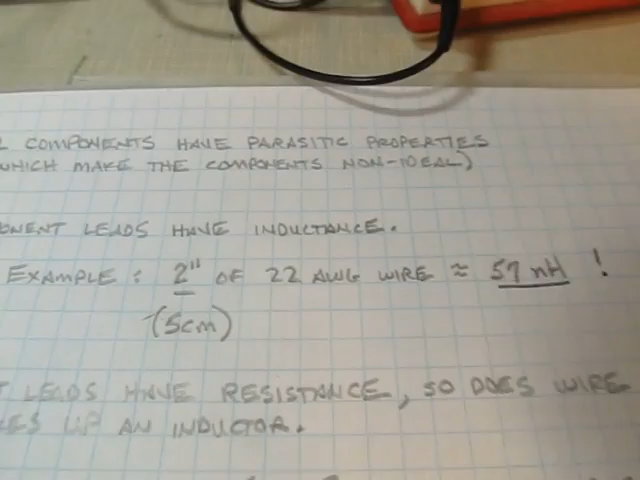 COMPONENTS HAVE PARASITIC PROPERTIES
WHICH MAKE THE COMPONENTS NON-IDEAL)
ONENT LEADS HAVE INDUCTANCE.
EXAMPLE: 2" OF 22 AWG WIRE ≈ 57 nH !
(5cm)
LEADS HAVE RESISTANCE, SO DOES WIRE
UP AN INDUCTOR.